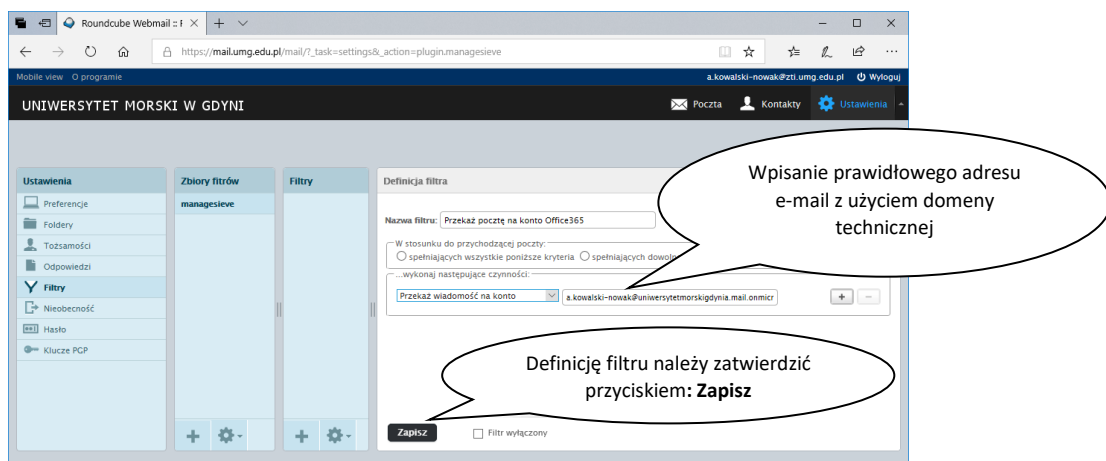 Roundcube Webmail :: F
https://mail.umg.edu.pl/mail/?_task=settings&_action=plugin.managesieve
Mobile view O programie
a.kowalski-nowak@zti.umg.edu.pl Wyloguj
UNIWERSYTET MORSKI W GDYNI
Poczta Kontakty Ustawienia
Ustawienia
Preferencje
Foldery
Tożsamości
Odpowiedzi
Filtry
Nieobecność
Hasło
Klucze PGP
Zbiory fitrów
managesieve
Filtry
Definicja filtra
Nazwa filtru: Przekaż pocztę na konto Office365
W stosunku do przychodzącej poczty:
spełniających wszystkie poniższe kryteria spełniających dowoln
...wykonaj następujące czynności:
Przekaż wiadomość na konto a.kowalski-nowak@uniwersytetmorskigdynia.mail.onmicr
Wpisanie prawidłowego adresu
e-mail z użyciem domeny
technicznej
Definicję filtru należy zatwierdzić
przyciskiem: Zapisz
Zapisz Filtr wyłączony